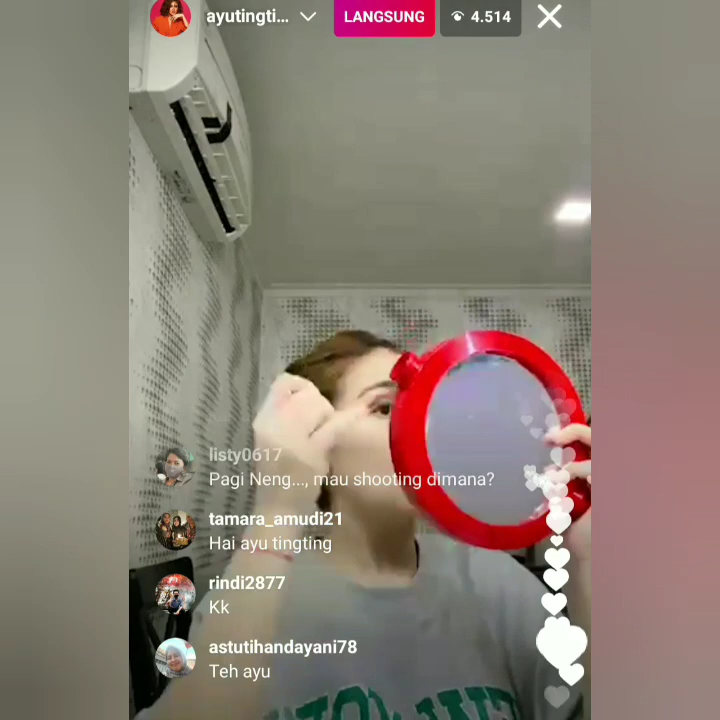 ayutingti...
LANGSUNG
4.514
listy0617
Pagi Neng..., mau shooting dimana?
tamara_amudi21
Hai ayu tingting
rindi2877
Kk
astutihandayani78
Teh ayu